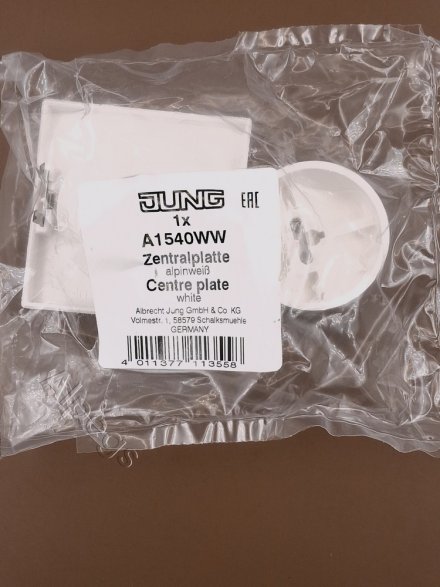 JUNG EAC
1x
A1540WW
Zentralplatte
alpinweiß
Centre plate
white
Albrecht Jung GmbH & Co. KG
Volmestr. 1, 58579 Schalksmuehle
GERMANY
4 011377 113558